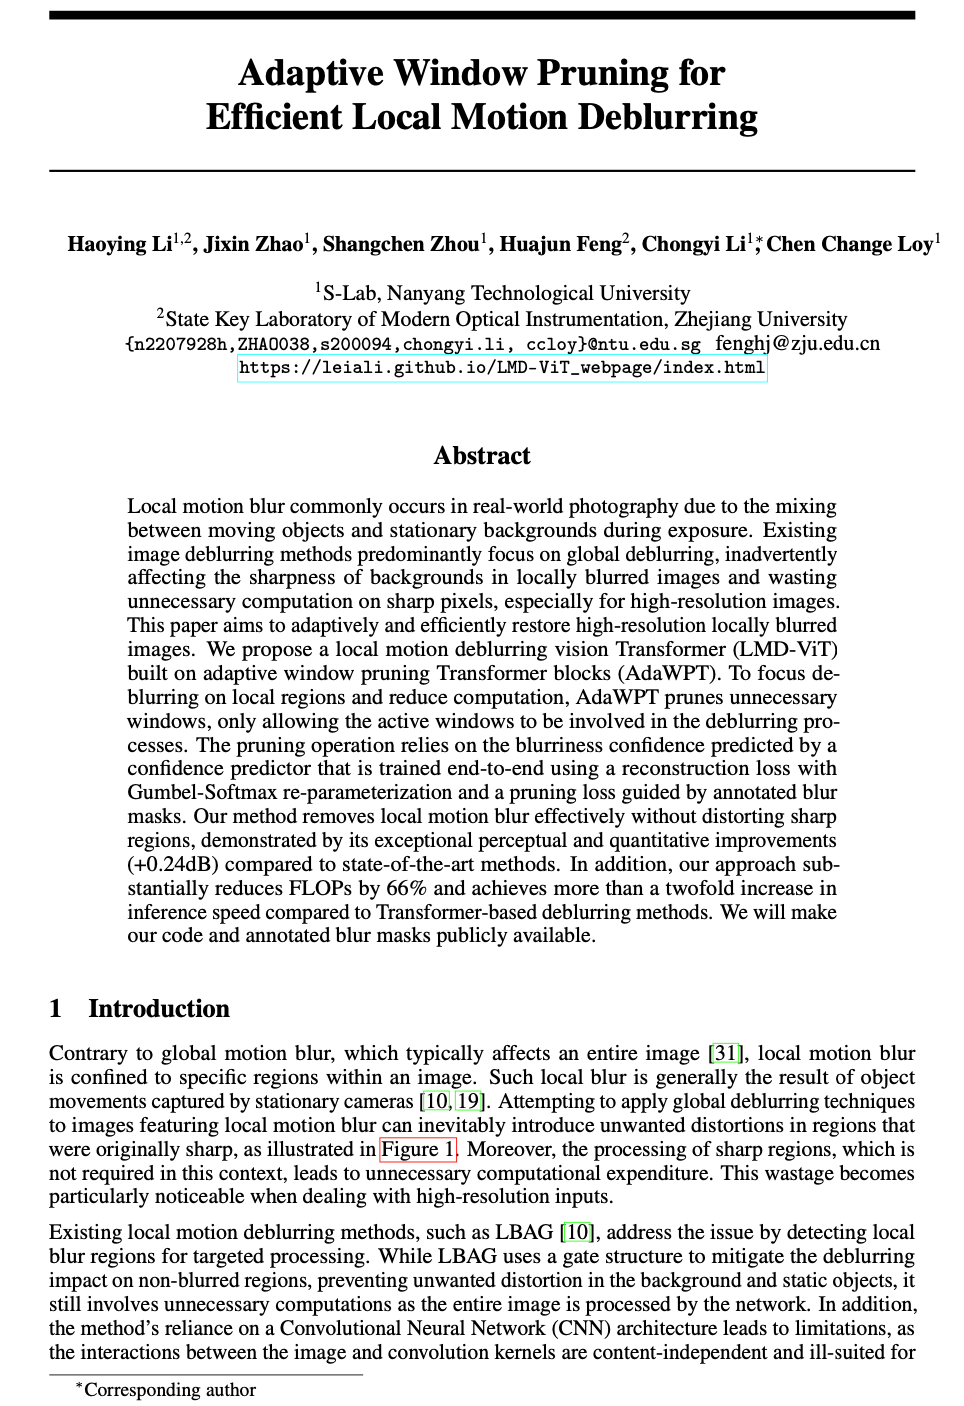 Adaptive Window Pruning for
Efficient Local Motion Deblurring
Haoying Li1,2, Jixin Zhao1, Shangchen Zhou1, Huajun Feng2, Chongyi Li1*, Chen Change Loy1
1S-Lab, Nanyang Technological University
2State Key Laboratory of Modern Optical Instrumentation, Zhejiang University
{n2207928h,ZHAO038,s200094,chongyi.li, ccloy}@ntu.edu.sg fenghj@zju.edu.cn
https://leiali.github.io/LMD-ViT_webpage/index.html
Abstract
Local motion blur commonly occurs in real-world photography due to the mixing
between moving objects and stationary backgrounds during exposure. Existing
image deblurring methods predominantly focus on global deblurring, inadvertently
affecting the sharpness of backgrounds in locally blurred images and wasting
unnecessary computation on sharp pixels, especially for high-resolution images.
This paper aims to adaptively and efficiently restore high-resolution locally blurred
images. We propose a local motion deblurring vision Transformer (LMD-ViT)
built on adaptive window pruning Transformer blocks (AdaWPT). To focus de-
blurring on local regions and reduce computation, AdaWPT prunes unnecessary
windows, only allowing the active windows to be involved in the deblurring pro-
cesses. The pruning operation relies on the blurriness confidence predicted by a
confidence predictor that is trained end-to-end using a reconstruction loss with
Gumbel-Softmax re-parameterization and a pruning loss guided by annotated blur
masks. Our method removes local motion blur effectively without distorting sharp
regions, demonstrated by its exceptional perceptual and quantitative improvements
(+0.24dB) compared to state-of-the-art methods. In addition, our approach sub-
stantially reduces FLOPs by 66% and achieves more than a twofold increase in
inference speed compared to Transformer-based deblurring methods. We will make
our code and annotated blur masks publicly available.
1 Introduction
Contrary to global motion blur, which typically affects an entire image [31], local motion blur
is confined to specific regions within an image. Such local blur is generally the result of object
movements captured by stationary cameras [10, 19]. Attempting to apply global deblurring techniques
to images featuring local motion blur can inevitably introduce unwanted distortions in regions that
were originally sharp, as illustrated in Figure 1. Moreover, the processing of sharp regions, which is
not required in this context, leads to unnecessary computational expenditure. This wastage becomes
particularly noticeable when dealing with high-resolution inputs.
Existing local motion deblurring methods, such as LBAG [10], address the issue by detecting local
blur regions for targeted processing. While LBAG uses a gate structure to mitigate the deblurring
impact on non-blurred regions, preventing unwanted distortion in the background and static objects, it
still involves unnecessary computations as the entire image is processed by the network. In addition,
the method's reliance on a Convolutional Neural Network (CNN) architecture leads to limitations, as
the interactions between the image and convolution kernels are content-independent and ill-suited for
*Corresponding author